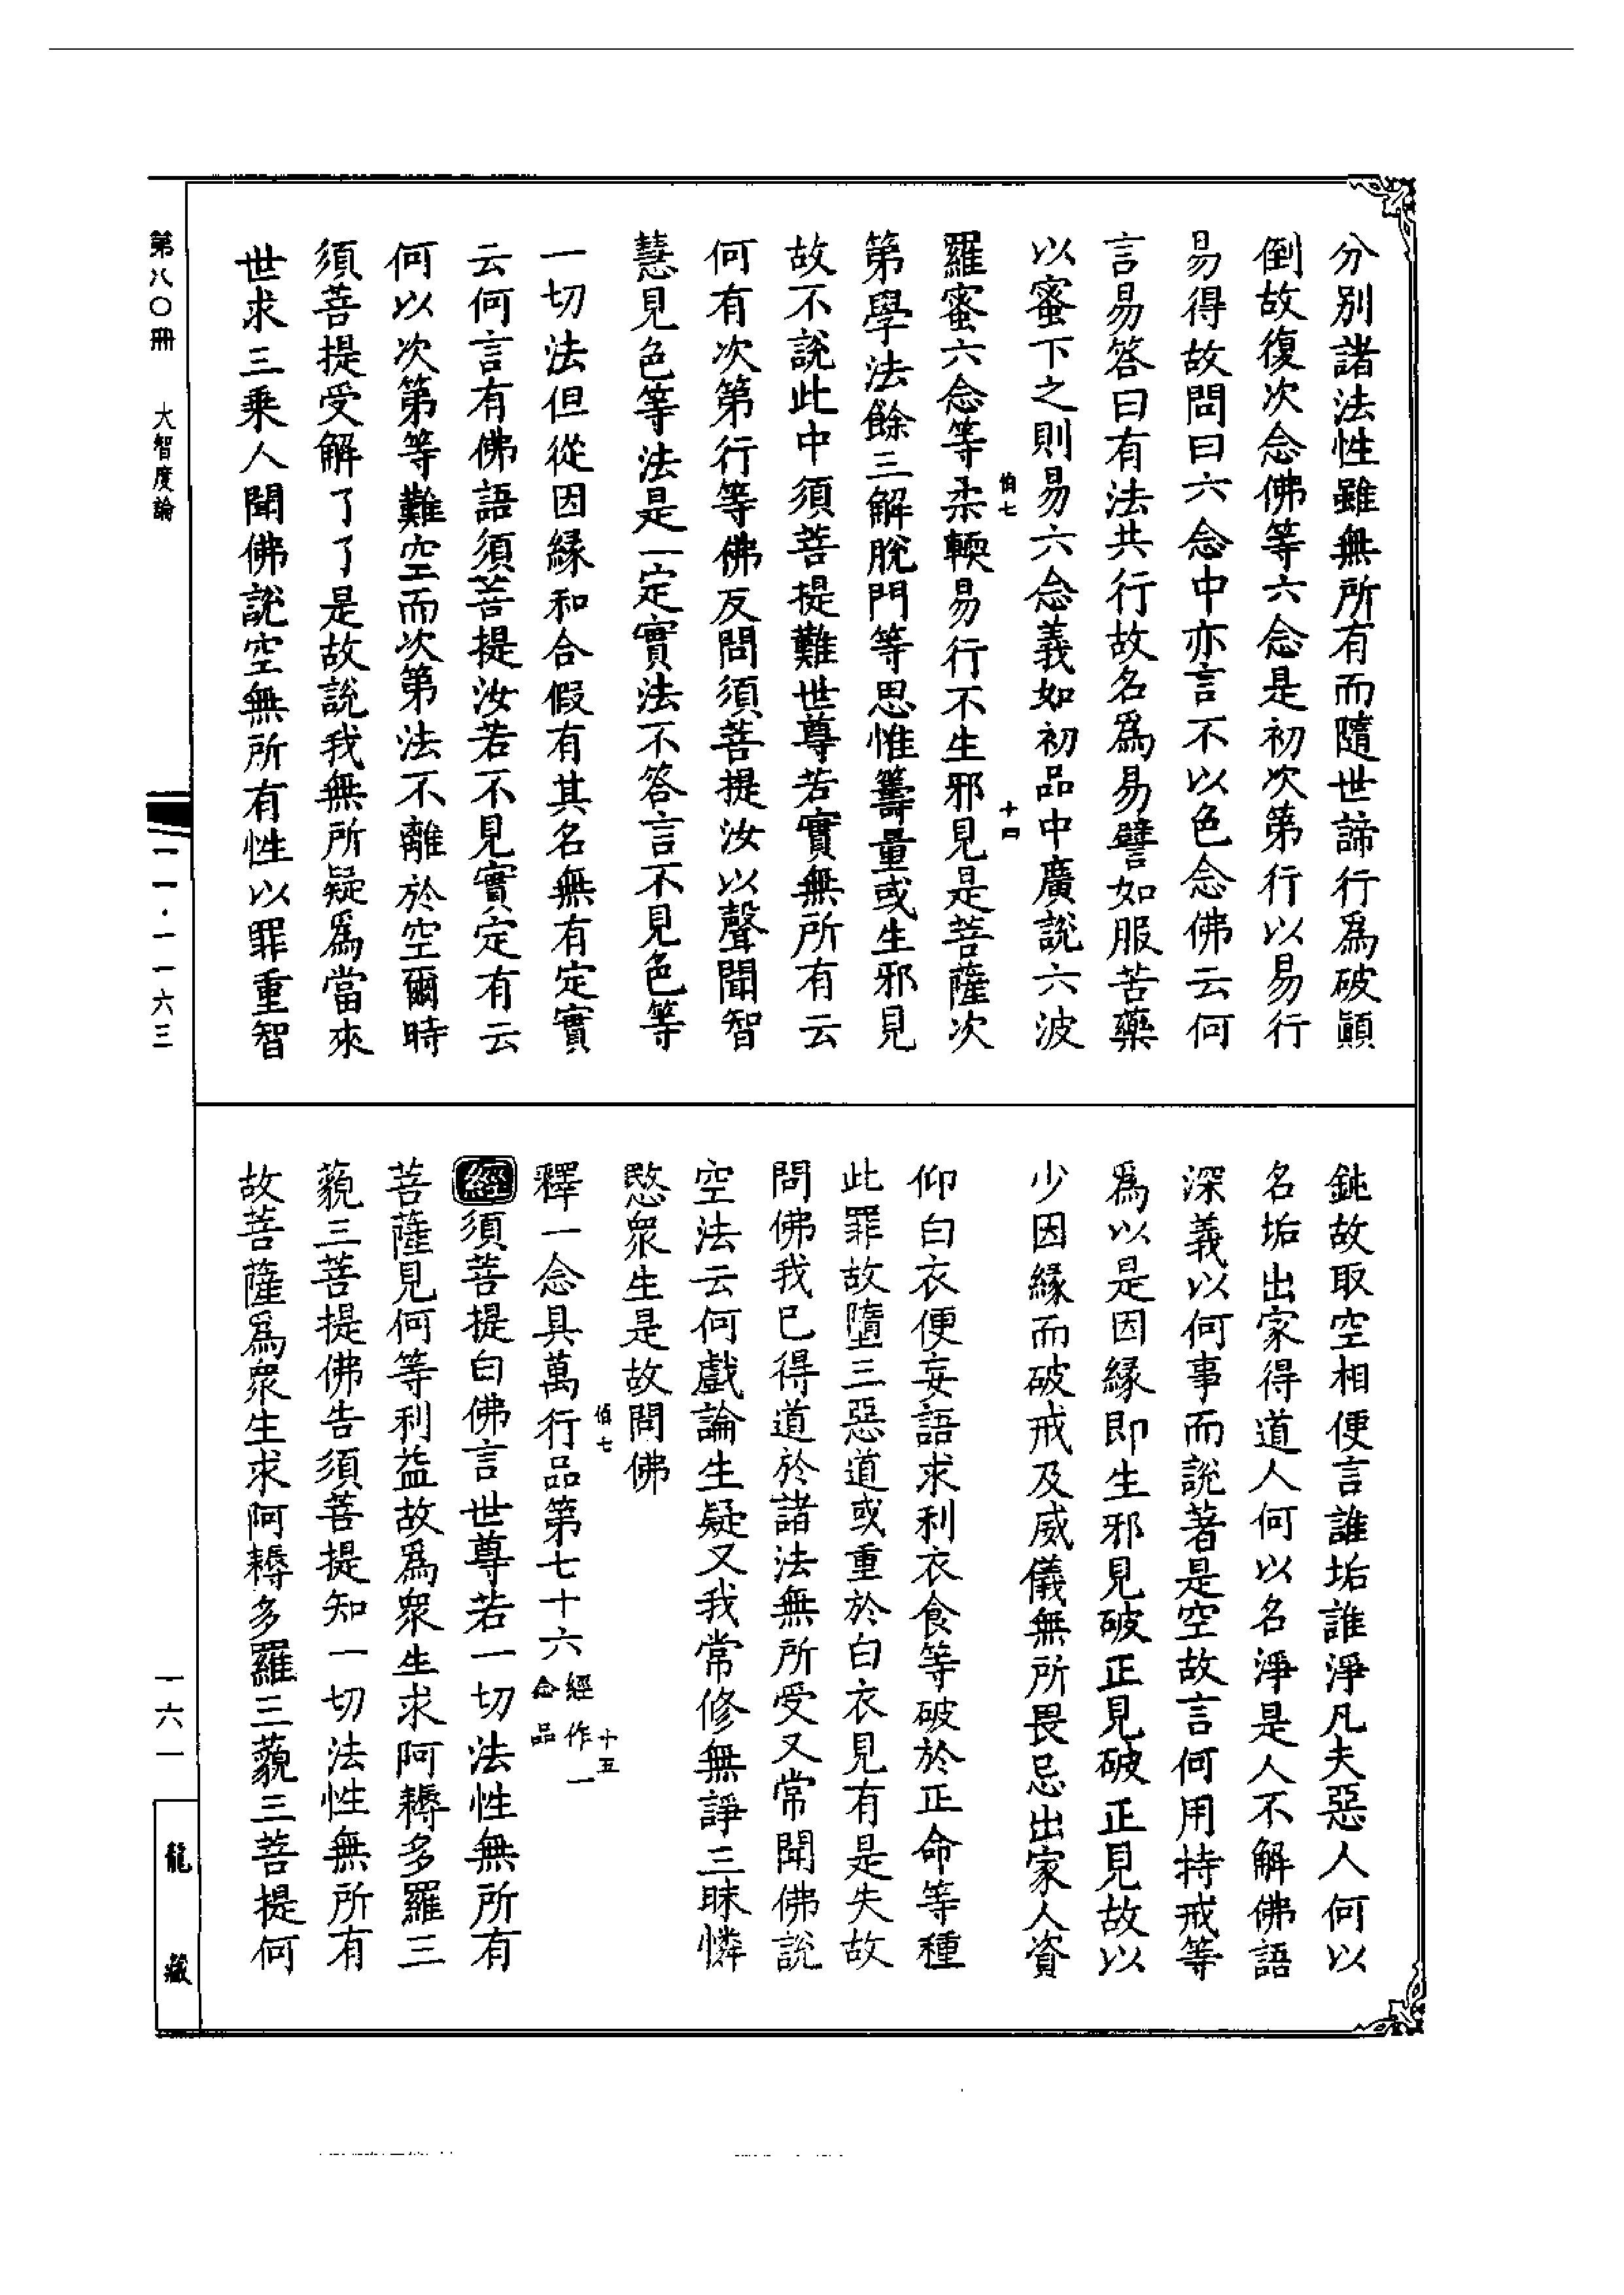 分別諸法性雖無所有而隨世諦行爲破顚
倒故復次念佛等六念是初次第行以易行
易得故問曰六念中亦言不以色念佛云何
言易答曰有法共行故名爲易譬如服苦藥
以蜜下之則易六念義如初品中廣說六波
伯七
十四
羅蜜六念等柔輭易行不生邪見是菩薩次
第學法餘三解脫門等思惟籌量或生邪見
故不說此中須菩提難世尊若實無所有云
何有次第行等佛反問須菩提汝以聲聞智
慧見色等法是一定實法不答言不見色等
一切法但從因緣和合假有其名無有定實
云何言有佛語須菩提汝若不見實定有云
何以次第等難空而次第法不離於空爾時
須菩提受解了了是故說我無所疑爲當來
世求三乘人聞佛說空無所有性以罪重智
鈍故取空相便言誰垢誰淨凡夫惡人何以
名垢出家得道人何以名淨是人不解佛語
深義以何事而說著是空故言何用持戒等
爲以是因緣即生邪見破正見破正見故以
少因緣而破戒及威儀無所畏忌出家人資
仰白衣便妄語求利衣食等破於正命等種
此罪故墮三惡道或重於白衣見有是失故
問佛我已得道於諸法無所受又常聞佛說
空法云何戲論生疑又我常修無諍三昧憐
愍衆生是故問佛
伯七
十五
釋一念具萬行品第七十六經作一念品
經須菩提白佛言世尊若一切法性無所有
菩薩見何等利益故爲衆生求阿耨多羅三
藐三菩提佛告須菩提知一切法性無所有
故菩薩爲衆生求阿耨多羅三藐三菩提何
第八〇冊 大智度論
一一·一一六三
一六一
龍藏